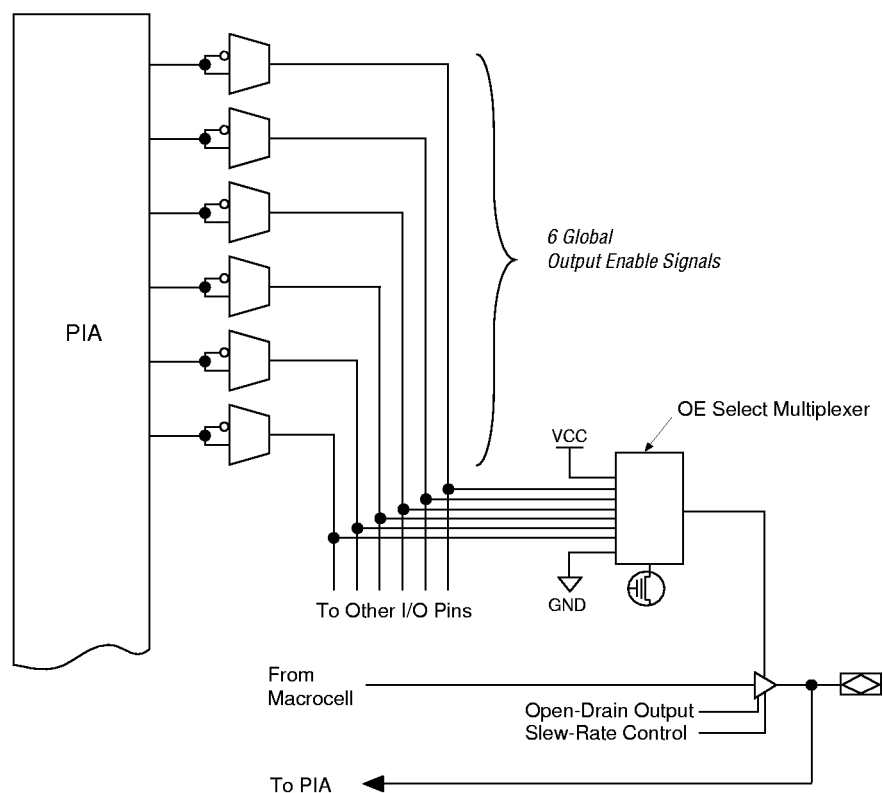 6 Global
Output Enable Signals
PIA
OE Select Multiplexer
VCC
GND
To Other I/O Pins
From
Macrocell
Open-Drain Output
Slew-Rate Control
To PIA